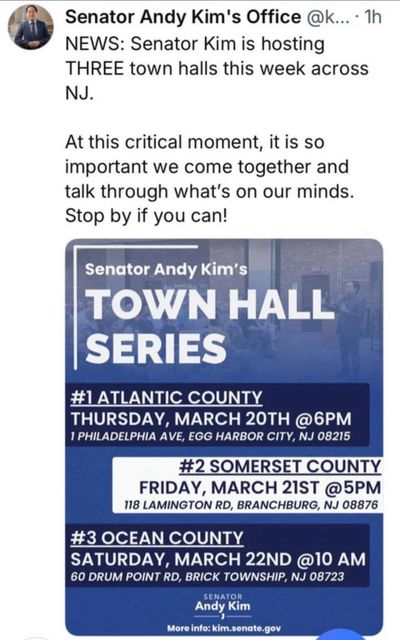 Senator Andy Kim's Office @k... · 1h
NEWS: Senator Kim is hosting
THREE town halls this week across
NJ.
At this critical moment, it is so
important we come together and
talk through what's on our minds.
Stop by if you can!
Senator Andy Kim's
TOWN HALL
SERIES
#1 ATLANTIC COUNTY
THURSDAY, MARCH 20TH @6PM
1 PHILADELPHIA AVE, EGG HARBOR CITY, NJ 08215
#2 SOMERSET COUNTY
FRIDAY, MARCH 21ST @5PM
118 LAMINGTON RD, BRANCHBURG, NJ 08876
#3 OCEAN COUNTY
SATURDAY, MARCH 22ND @10 AM
60 DRUM POINT RD, BRICK TOWNSHIP, NJ 08723
SENATOR
Andy Kim
More info: kim.senate.gov